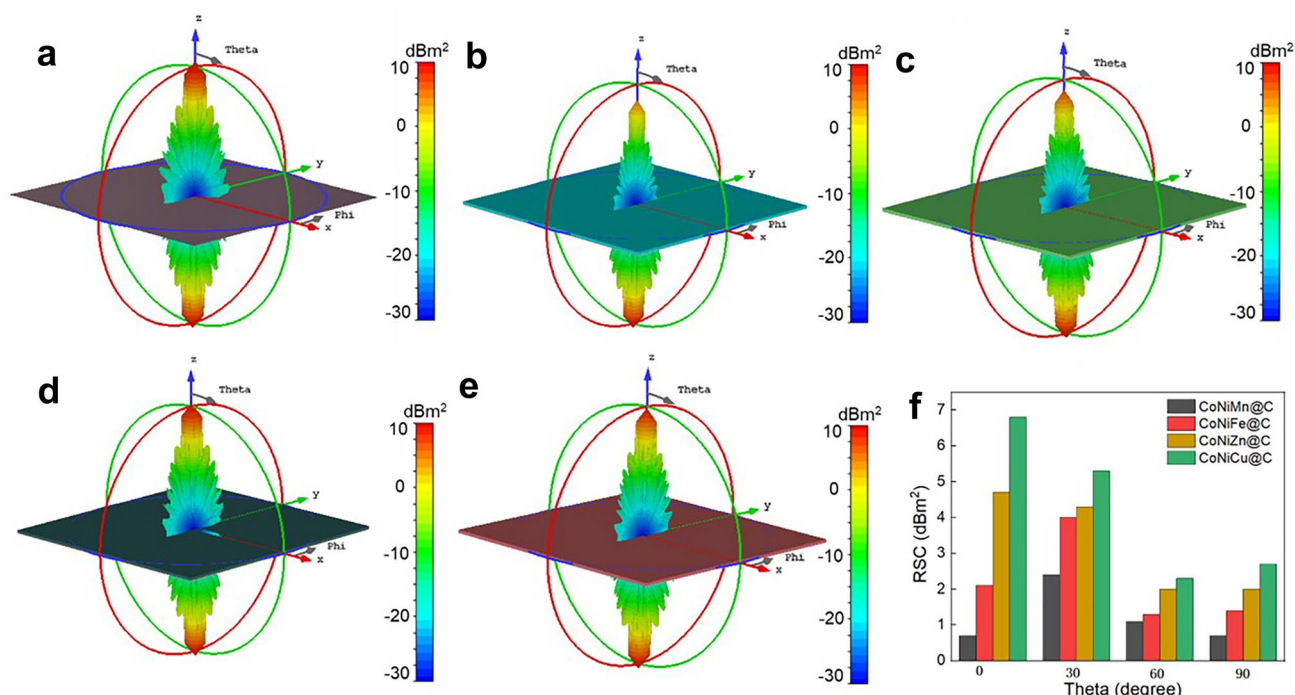 a
z
Theta
y
Phi
x
dBm²
10
0
-10
-20
-30
b
z
Theta
y
Phi
x
dBm²
10
0
-10
-20
-30
c
z
Theta
y
Phi
x
dBm²
10
0
-10
-20
-30
d
z
Theta
y
Phi
x
dBm²
10
0
-10
-20
-30
e
z
Theta
y
Phi
x
dBm²
10
0
-10
-20
-30
f
RSC (dBm²)
7
6
5
4
3
2
1
0
CoNiMn@C
CoNiFe@C
CoNiZn@C
CoNiCu@C
0 30 60 90
Theta (degree)